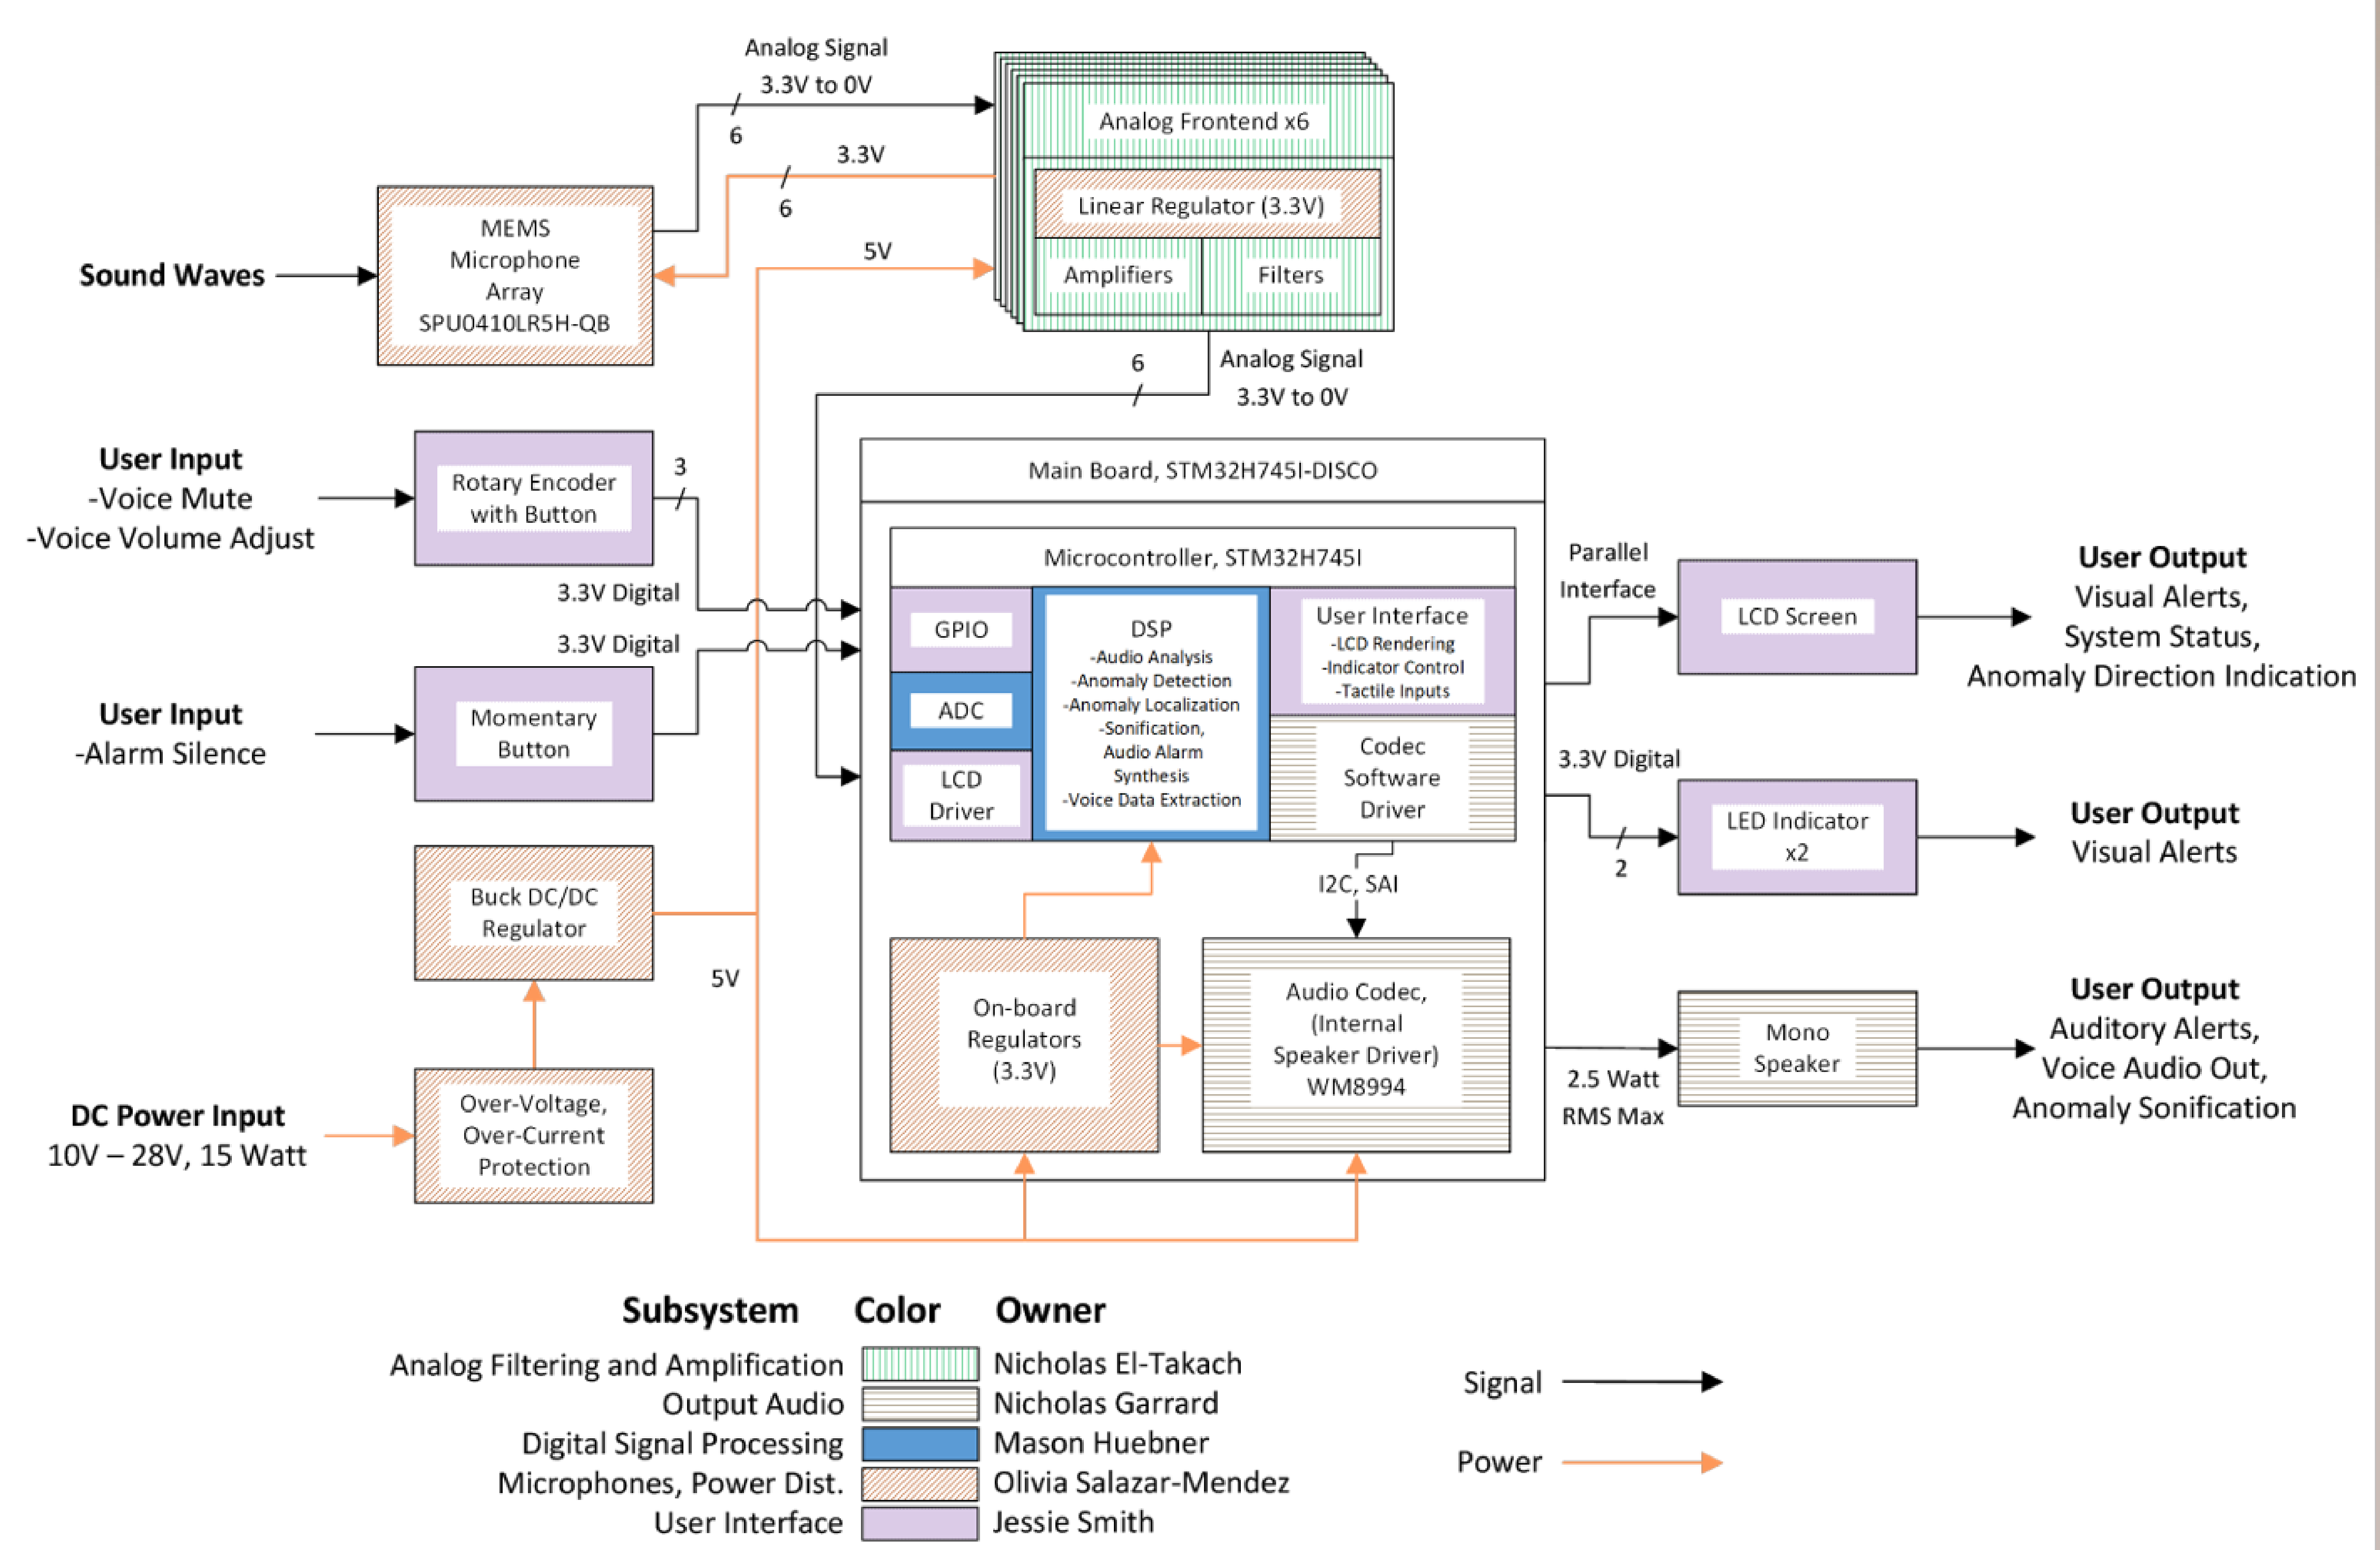 Analog Signal
3.3V to 0V
6
3.3V
6
5V
Analog Frontend x6
Linear Regulator (3.3V)
Amplifiers
Filters
Sound Waves
MEMS
Microphone
Array
SPU0410LR5H-QB
6
Analog Signal
3.3V to 0V
User Input
-Voice Mute
-Voice Volume Adjust
Rotary Encoder
with Button
3
3.3V Digital
User Input
-Alarm Silence
Momentary
Button
3.3V Digital
Main Board, STM32H745I-DISCO
Microcontroller, STM32H745I
GPIO
ADC
LCD
Driver
DSP
-Audio Analysis
-Anomaly Detection
-Anomaly Localization
-Sonification,
Audio Alarm
Synthesis
-Voice Data Extraction
User Interface
-LCD Rendering
-Indicator Control
-Tactile Inputs
Codec
Software
Driver
I2C, SAI
Parallel
Interface
LCD Screen
User Output
Visual Alerts,
System Status,
Anomaly Direction Indication
3.3V Digital
2
LED Indicator
x2
User Output
Visual Alerts
Buck DC/DC
Regulator
5V
DC Power Input
10V – 28V, 15 Watt
Over-Voltage,
Over-Current
Protection
On-board
Regulators
(3.3V)
Audio Codec,
(Internal
Speaker Driver)
WM8994
2.5 Watt
RMS Max
Mono
Speaker
User Output
Auditory Alerts,
Voice Audio Out,
Anomaly Sonification
Subsystem Color Owner
Analog Filtering and Amplification Nicholas El-Takach
Output Audio Nicholas Garrard
Digital Signal Processing Mason Huebner
Microphones, Power Dist. Olivia Salazar-Mendez
User Interface Jessie Smith
Signal
Power